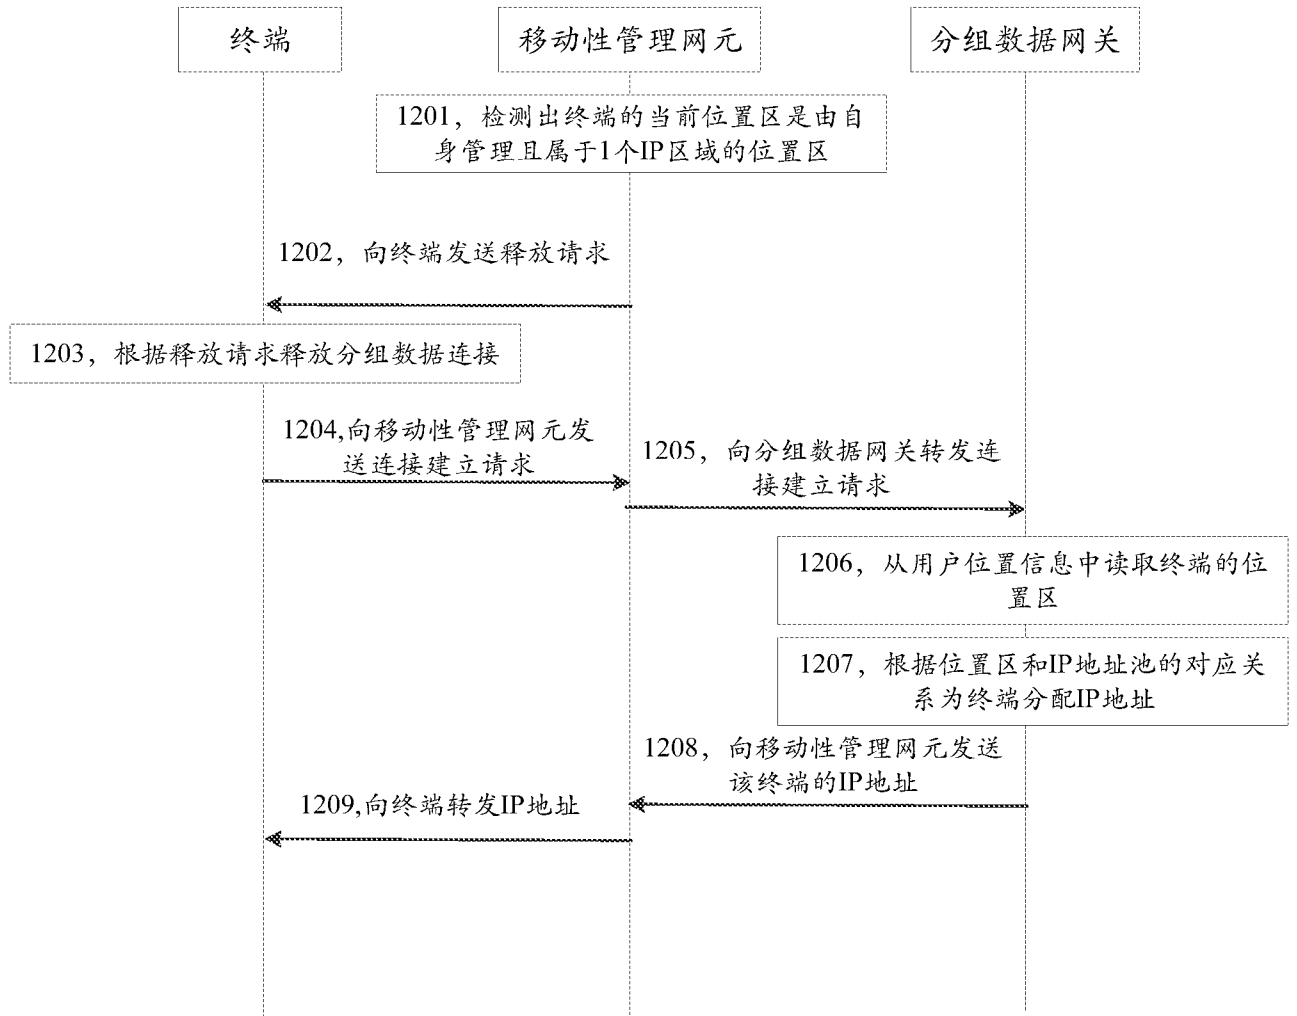 终端
移动性管理网元
分组数据网关
1201，检测出终端的当前位置区是由自
身管理且属于1个IP区域的位置区
1202，向终端发送释放请求
1203，根据释放请求释放分组数据连接
1204,向移动性管理网元发
送连接建立请求
1205，向分组数据网关转发连
接建立请求
1206，从用户位置信息中读取终端的位
置区
1207，根据位置区和IP地址池的对应关
系为终端分配IP地址
1208，向移动性管理网元发送
该终端的IP地址
1209,向终端转发IP地址